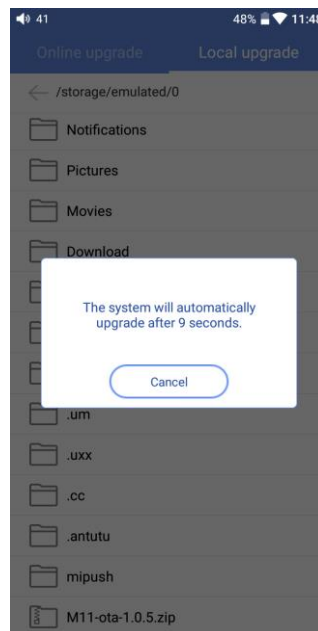 41 48% 11:48
Online upgrade Local upgrade
/storage/emulated/0
Notifications
Pictures
Movies
Download
The system will automatically
upgrade after 9 seconds.
Cancel
.um
.uxx
.cc
.antutu
mipush
M11-ota-1.0.5.zip